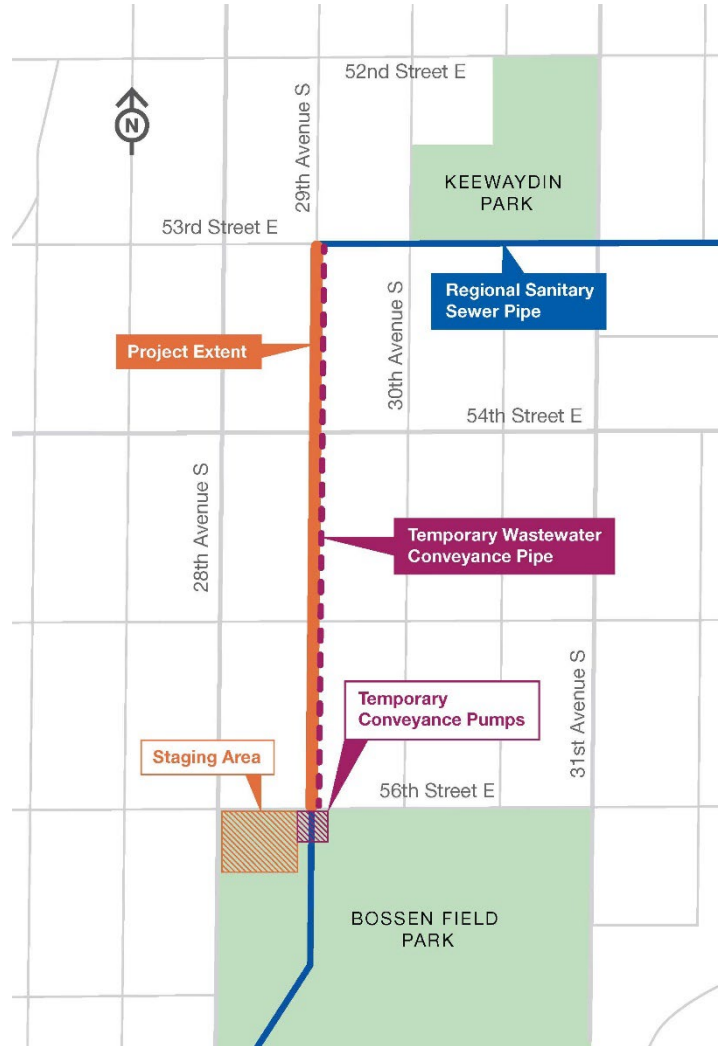 52nd Street E
N
29th Avenue S
KEEWAYDIN
PARK
53rd Street E
Regional Sanitary
Sewer Pipe
Project Extent
30th Avenue S
54th Street E
28th Avenue S
Temporary Wastewater
Conveyance Pipe
31st Avenue S
Temporary
Conveyance Pumps
Staging Area
56th Street E
BOSSEN FIELD
PARK